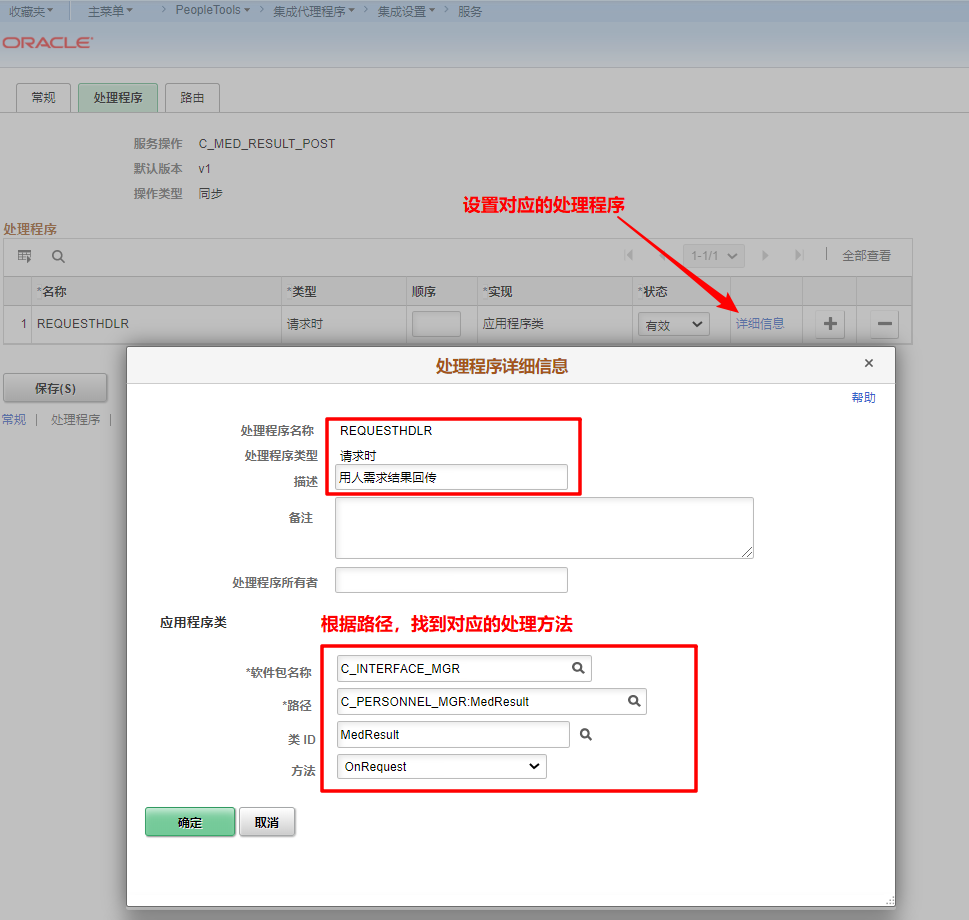 收藏夹 主菜单 PeopleTools 集成代理程序 集成设置 服务
ORACLE
常规 处理程序 路由
服务操作 C_MED_RESULT_POST
默认版本 v1
操作类型 同步
设置对应的处理程序
处理程序
1-1/1 全部查看
*名称 *类型 顺序 *实现 *状态
1 REQUESTHDLR 请求时 应用程序类 有效 详细信息
处理程序详细信息
保存(S)
帮助
常规 | 处理程序 |
处理程序名称 REQUESTHDLR
处理程序类型 请求时
描述 用人需求结果回传
备注
处理程序所有者
应用程序类 根据路径，找到对应的处理方法
*软件包名称 C_INTERFACE_MGR
*路径 C_PERSONNEL_MGR:MedResult
类 ID MedResult
方法 OnRequest
确定 取消